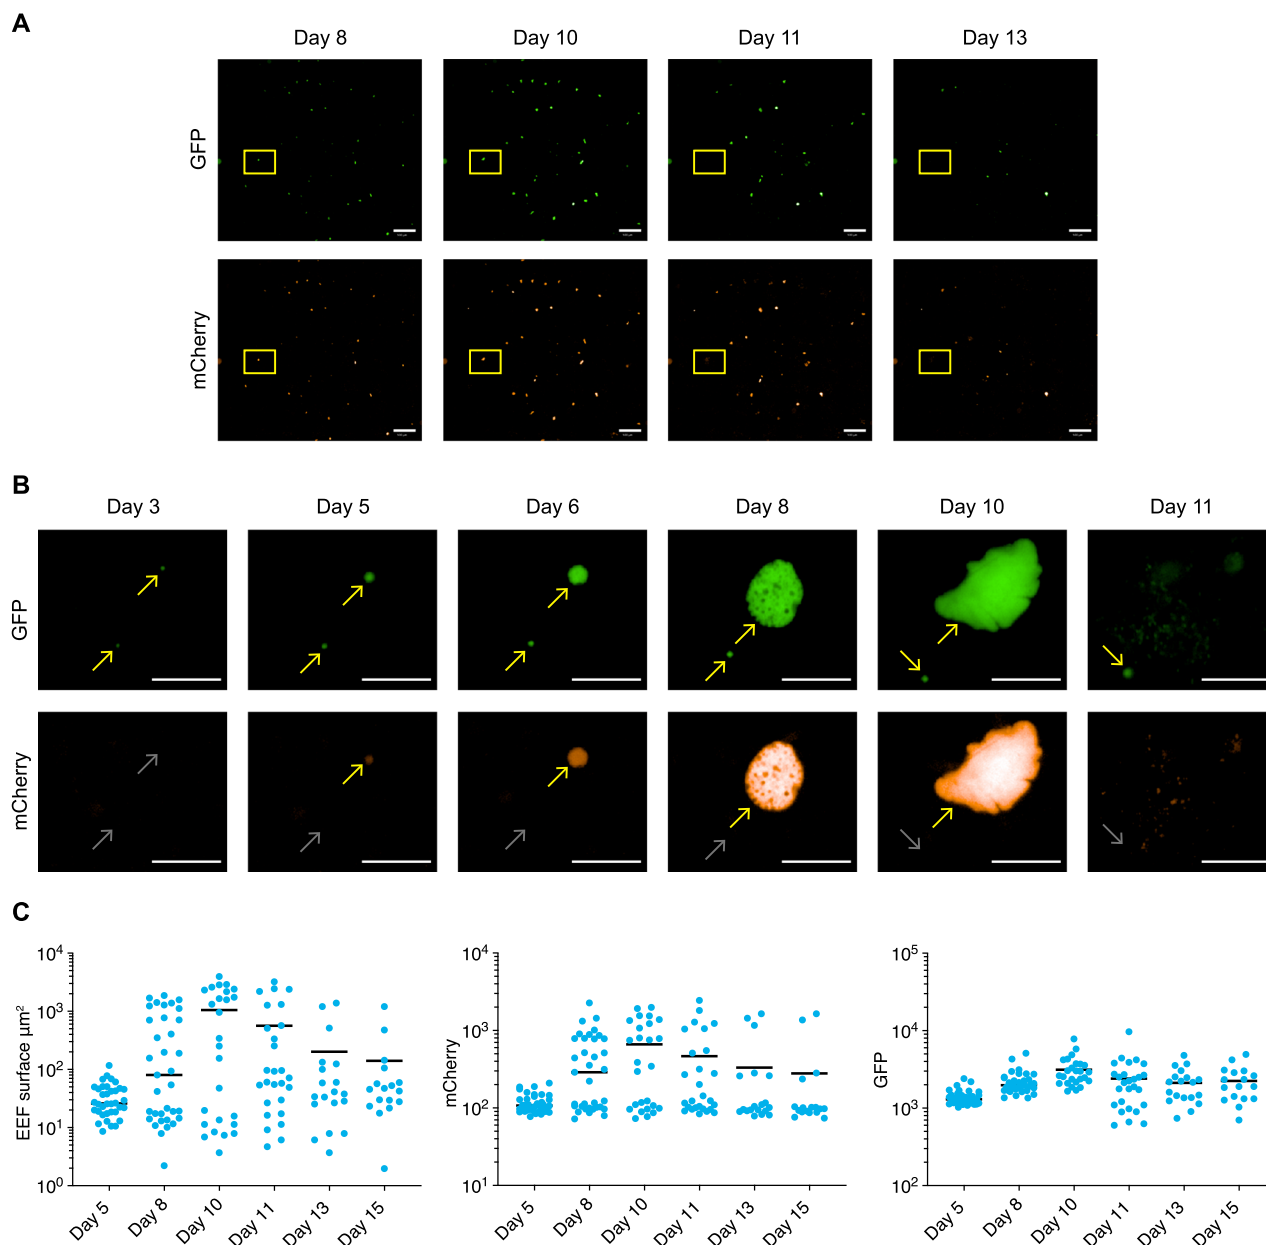 A
Day 8 Day 10 Day 11 Day 13
GFP
mCherry
B
Day 3 Day 5 Day 6 Day 8 Day 10 Day 11
GFP
mCherry
C
10⁴ 10³ 10² 10¹ 10⁰
EEF surface µm²
Day 5 Day 8 Day 10 Day 11 Day 13 Day 15
10⁴ 10³ 10² 10¹
mCherry
Day 5 Day 8 Day 10 Day 11 Day 13 Day 15
10⁵ 10⁴ 10³ 10²
GFP
Day 5 Day 8 Day 10 Day 11 Day 13 Day 15